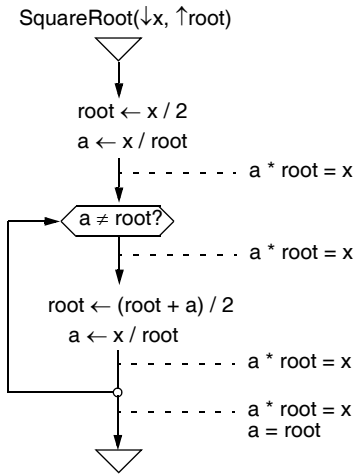 SquareRoot(↓x, ↑root)
root ← x / 2
a ← x / root
a * root = x
a ≠ root?
a * root = x
root ← (root + a) / 2
a ← x / root
a * root = x
a * root = x
a = root